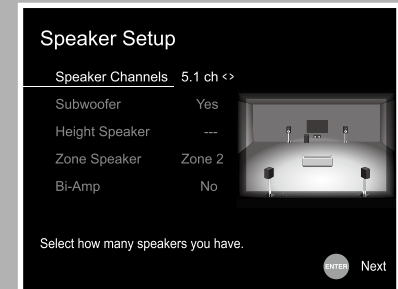 Speaker Setup
Speaker Channels 5.1 ch <>
Subwoofer Yes
Height Speaker ---
Zone Speaker Zone 2
Bi-Amp No
Select how many speakers you have.
ENTER Next